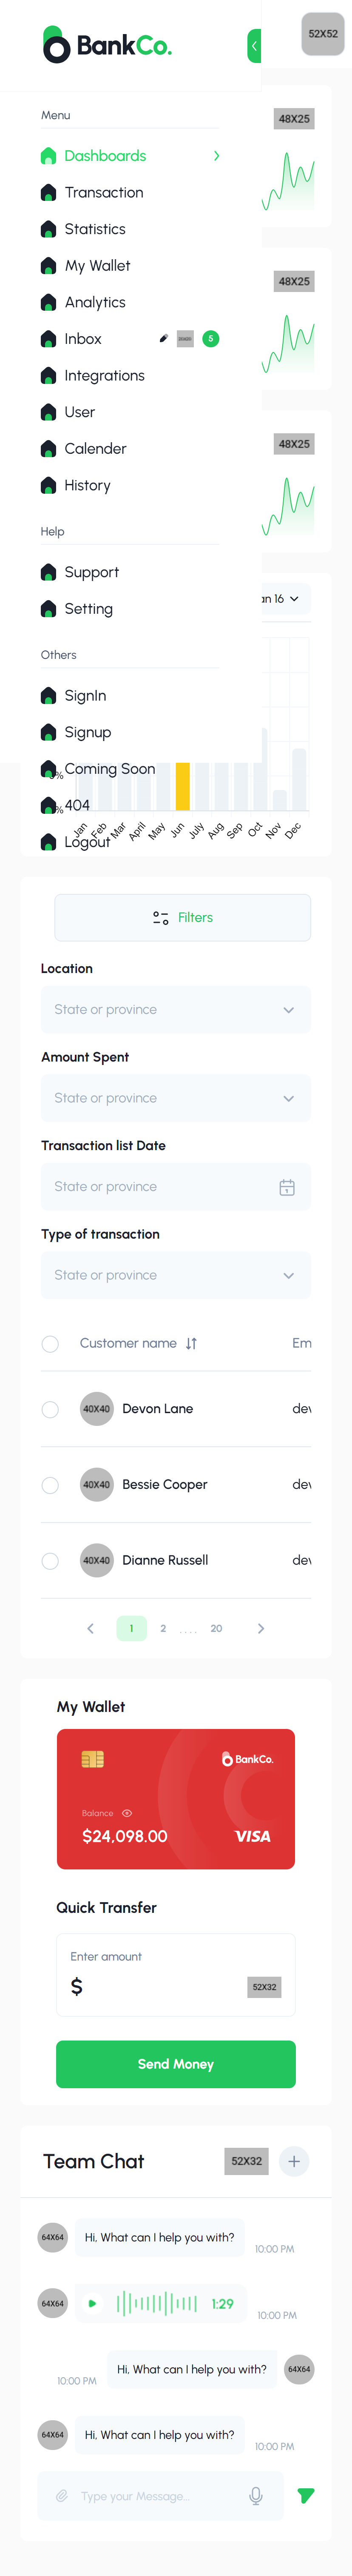 BankCo.
52X52
Menu
48X25
Dashboards
Transaction
Statistics
My Wallet
48X25
Analytics
Inbox
5
Integrations
User
Calender
48X25
History
Help
Support
an 16
Setting
Others
SignIn
Signup
Coming Soon
%
404
%
Logout
Jan Feb Mar April May Jun July Aug Sep Oct Nov Dec
Filters
Location
State or province
Amount Spent
State or province
Transaction list Date
State or province
Type of transaction
State or province
Customer name Em
40X40 Devon Lane dev
40X40 Bessie Cooper dev
40X40 Dianne Russell dev
1 2 .... 20
My Wallet
BankCo.
Balance
$24,098.00 VISA
Quick Transfer
Enter amount
$ 52X32
Send Money
Team Chat 52X32
64X64 Hi, What can I help you with?
10:00 PM
64X64 1:29
10:00 PM
Hi, What can I help you with? 64X64
10:00 PM
64X64 Hi, What can I help you with?
10:00 PM
Type your Message...